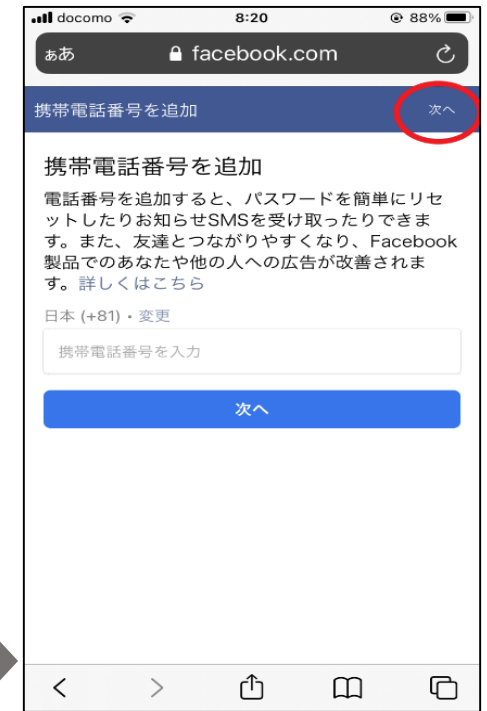 docomo 8:20 88%
ぁあ facebook.com
携帯電話番号を追加 次へ
携帯電話番号を追加
電話番号を追加すると、パスワードを簡単にリセ
ットしたりお知らせSMSを受け取ったりできま
す。また、友達とつながりやすくなり、Facebook
製品でのあなたや他の人への広告が改善されま
す。詳しくはこちら
日本 (+81)・変更
携帯電話番号を入力
次へ